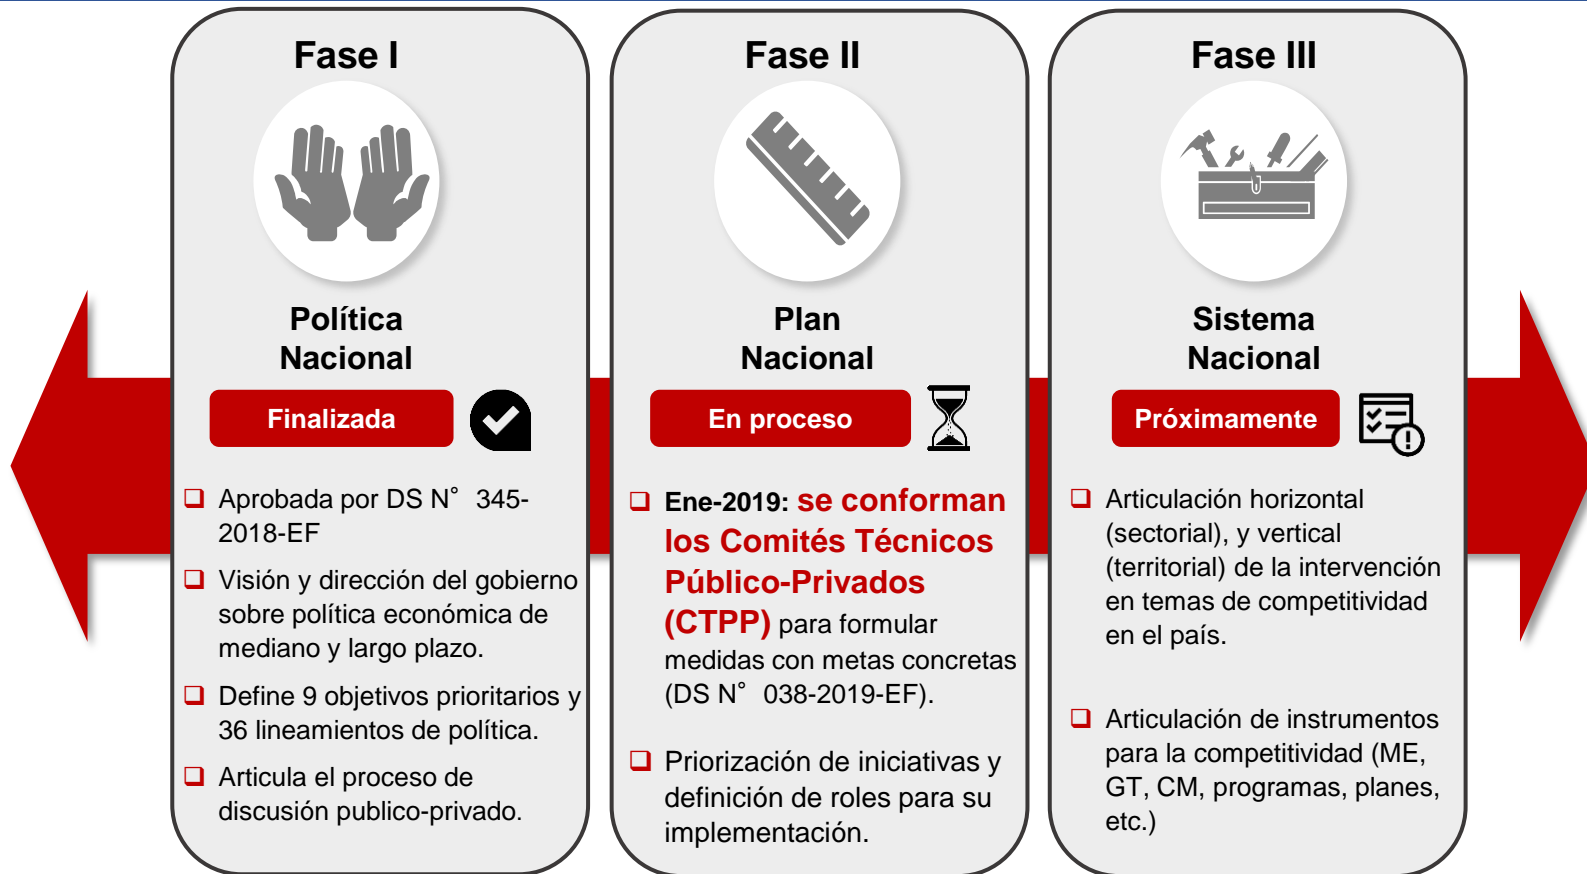 Fase I
Política
Nacional
Finalizada
❑ Aprobada por DS N° 345-
2018-EF
❑ Visión y dirección del gobierno
sobre política económica de
mediano y largo plazo.
❑ Define 9 objetivos prioritarios y
36 lineamientos de política.
❑ Articula el proceso de
discusión publico-privado.
Fase II
Plan
Nacional
En proceso
❑ Ene-2019: se conforman
los Comités Técnicos
Público-Privados
(CTPP) para formular
medidas con metas concretas
(DS N° 038-2019-EF).
❑ Priorización de iniciativas y
definición de roles para su
implementación.
Fase III
Sistema
Nacional
Próximamente
❑ Articulación horizontal
(sectorial), y vertical
(territorial) de la intervención
en temas de competitividad
en el país.
❑ Articulación de instrumentos
para la competitividad (ME,
GT, CM, programas, planes,
etc.)